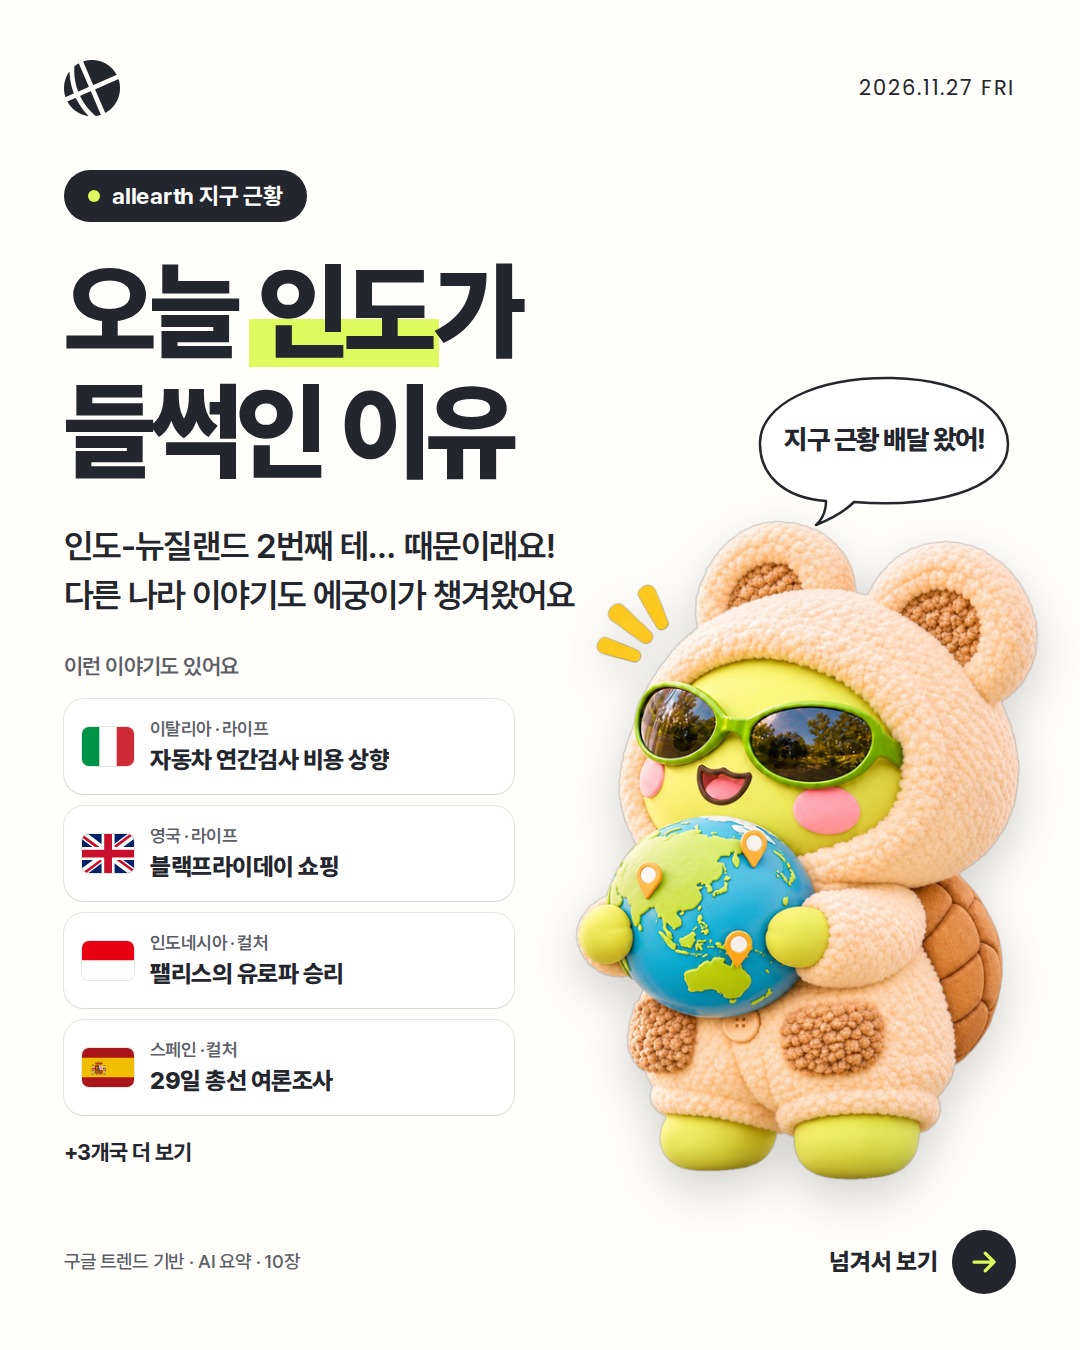 2026.11.27 FRI
allearth 지구 근황
오늘 인도가
들썩인 이유
지구 근황 배달 왔어!
인도-뉴질랜드 2번째 테... 때문이래요!
다른 나라 이야기도 에궁이가 챙겨왔어요
이런 이야기도 있어요
이탈리아·라이프
자동차 연간검사 비용 상향
영국·라이프
블랙프라이데이 쇼핑
인도네시아·컬처
팰리스의 유로파 승리
스페인·컬처
29일 총선 여론조사
+3개국 더 보기
구글 트렌드 기반 · AI 요약 · 10장
넘겨서 보기